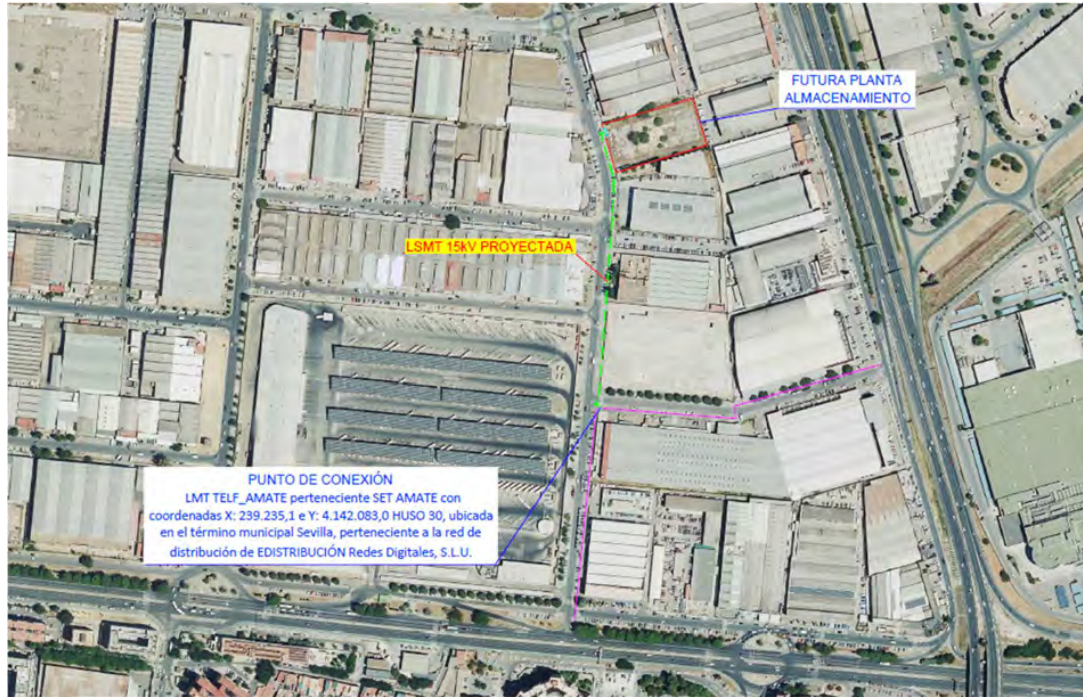 FUTURA PLANTA
ALMACENAMIENTO
LSMT 15kV PROYECTADA
PUNTO DE CONEXIÓN
LMT TELF_AMATE perteneciente SET AMATE con
coordenadas X: 239.235,1 e Y: 4.142.083,0 HUSO 30, ubicada
en el término municipal Sevilla, perteneciente a la red de
distribución de EDISTRIBUCIÓN Redes Digitales, S.L.U.